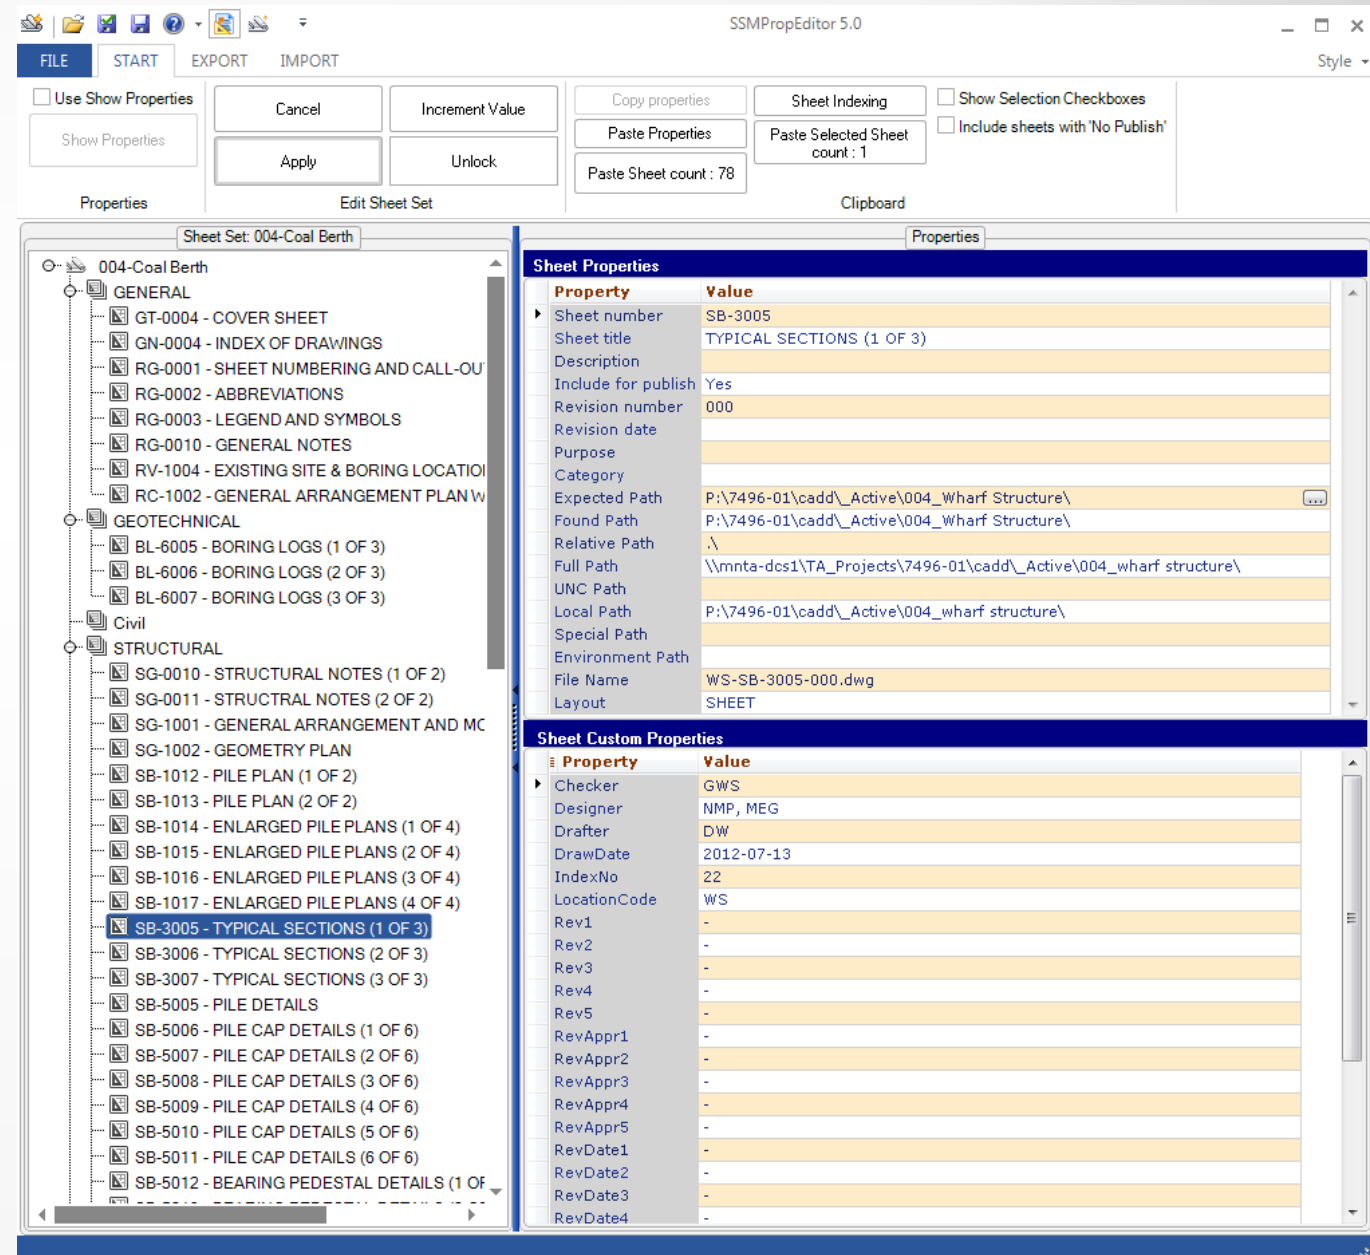 SSMPropEditor 5.0
FILE START EXPORT IMPORT Style
Use Show Properties
Show Properties
Properties
Cancel Increment Value
Apply Unlock
Edit Sheet Set
Copy properties Sheet Indexing
Paste Properties Paste Selected Sheet count : 1
Paste Sheet count : 78
Show Selection Checkboxes
Include sheets with 'No Publish'
Clipboard
Sheet Set: 004-Coal Berth
004-Coal Berth
GENERAL
GT-0004 - COVER SHEET
GN-0004 - INDEX OF DRAWINGS
RG-0001 - SHEET NUMBERING AND CALL-OU
RG-0002 - ABBREVIATIONS
RG-0003 - LEGEND AND SYMBOLS
RG-0010 - GENERAL NOTES
RV-1004 - EXISTING SITE & BORING LOCATIO
RC-1002 - GENERAL ARRANGEMENT PLAN W
GEOTECHNICAL
BL-6005 - BORING LOGS (1 OF 3)
BL-6006 - BORING LOGS (2 OF 3)
BL-6007 - BORING LOGS (3 OF 3)
Civil
STRUCTURAL
SG-0010 - STRUCTURAL NOTES (1 OF 2)
SG-0011 - STRUCTRAL NOTES (2 OF 2)
SG-1001 - GENERAL ARRANGEMENT AND MC
SG-1002 - GEOMETRY PLAN
SB-1012 - PILE PLAN (1 OF 2)
SB-1013 - PILE PLAN (2 OF 2)
SB-1014 - ENLARGED PILE PLANS (1 OF 4)
SB-1015 - ENLARGED PILE PLANS (2 OF 4)
SB-1016 - ENLARGED PILE PLANS (3 OF 4)
SB-1017 - ENLARGED PILE PLANS (4 OF 4)
SB-3005 - TYPICAL SECTIONS (1 OF 3)
SB-3006 - TYPICAL SECTIONS (2 OF 3)
SB-3007 - TYPICAL SECTIONS (3 OF 3)
SB-5005 - PILE DETAILS
SB-5006 - PILE CAP DETAILS (1 OF 6)
SB-5007 - PILE CAP DETAILS (2 OF 6)
SB-5008 - PILE CAP DETAILS (3 OF 6)
SB-5009 - PILE CAP DETAILS (4 OF 6)
SB-5010 - PILE CAP DETAILS (5 OF 6)
SB-5011 - PILE CAP DETAILS (6 OF 6)
SB-5012 - BEARING PEDESTAL DETAILS (1 OF
Properties
Sheet Properties
Property Value
Sheet number SB-3005
Sheet title TYPICAL SECTIONS (1 OF 3)
Description
Include for publish Yes
Revision number 000
Revision date
Purpose
Category
Expected Path P:\7496-01\cadd\_Active\004_Wharf Structure\
Found Path P:\7496-01\cadd\_Active\004_Wharf Structure\
Relative Path .\
Full Path \\mnta-dcs1\TA_Projects\7496-01\cadd\_Active\004_wharf structure\
UNC Path
Local Path P:\7496-01\cadd\_Active\004_wharf structure\
Special Path
Environment Path
File Name WS-SB-3005-000.dwg
Layout SHEET
Sheet Custom Properties
Property Value
Checker GWS
Designer NMP, MEG
Drafter DW
DrawDate 2012-07-13
IndexNo 22
LocationCode WS
Rev1 -
Rev2 -
Rev3 -
Rev4 -
Rev5 -
RevAppr1 -
RevAppr2 -
RevAppr3 -
RevAppr4 -
RevAppr5 -
RevDate1 -
RevDate2 -
RevDate3 -
RevDate4 -